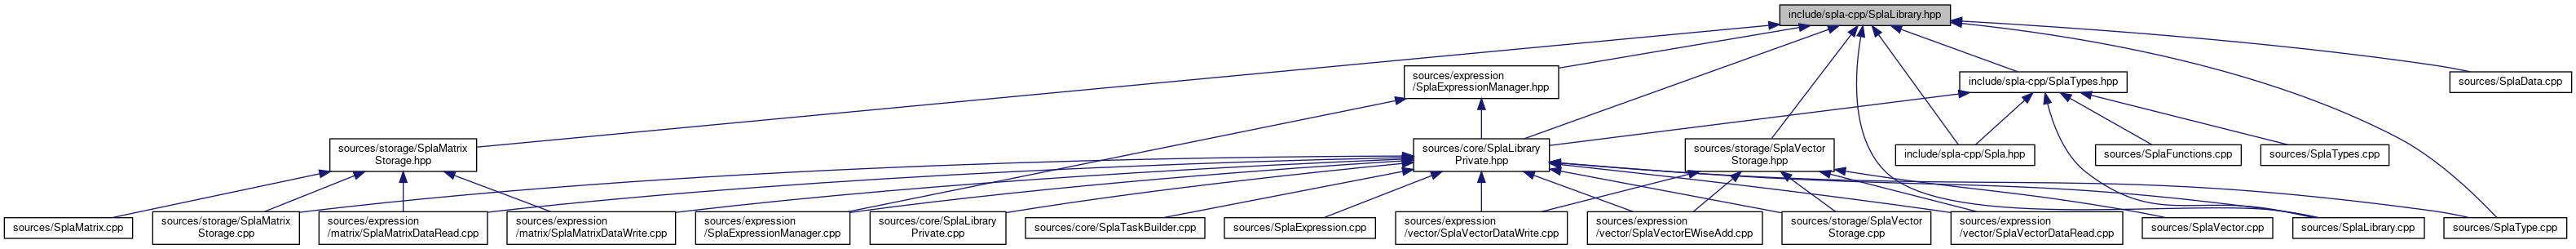 include/spla-cpp/SplaLibrary.hpp
sources/expression
/SplaExpressionManager.hpp
include/spla-cpp/SplaTypes.hpp
sources/SplaData.cpp
sources/storage/SplaMatrix
Storage.hpp
sources/core/SplaLibrary
Private.hpp
sources/storage/SplaVector
Storage.hpp
include/spla-cpp/Spla.hpp
sources/SplaFunctions.cpp
sources/SplaTypes.cpp
sources/SplaMatrix.cpp
sources/storage/SplaMatrix
Storage.cpp
sources/expression
/matrix/SplaMatrixDataRead.cpp
sources/expression
/matrix/SplaMatrixDataWrite.cpp
sources/expression
/SplaExpressionManager.cpp
sources/core/SplaLibrary
Private.cpp
sources/core/SplaTaskBuilder.cpp
sources/SplaExpression.cpp
sources/expression
/vector/SplaVectorDataWrite.cpp
sources/expression
/vector/SplaVectorEWiseAdd.cpp
sources/storage/SplaVector
Storage.cpp
sources/expression
/vector/SplaVectorDataRead.cpp
sources/SplaVector.cpp
sources/SplaLibrary.cpp
sources/SplaType.cpp